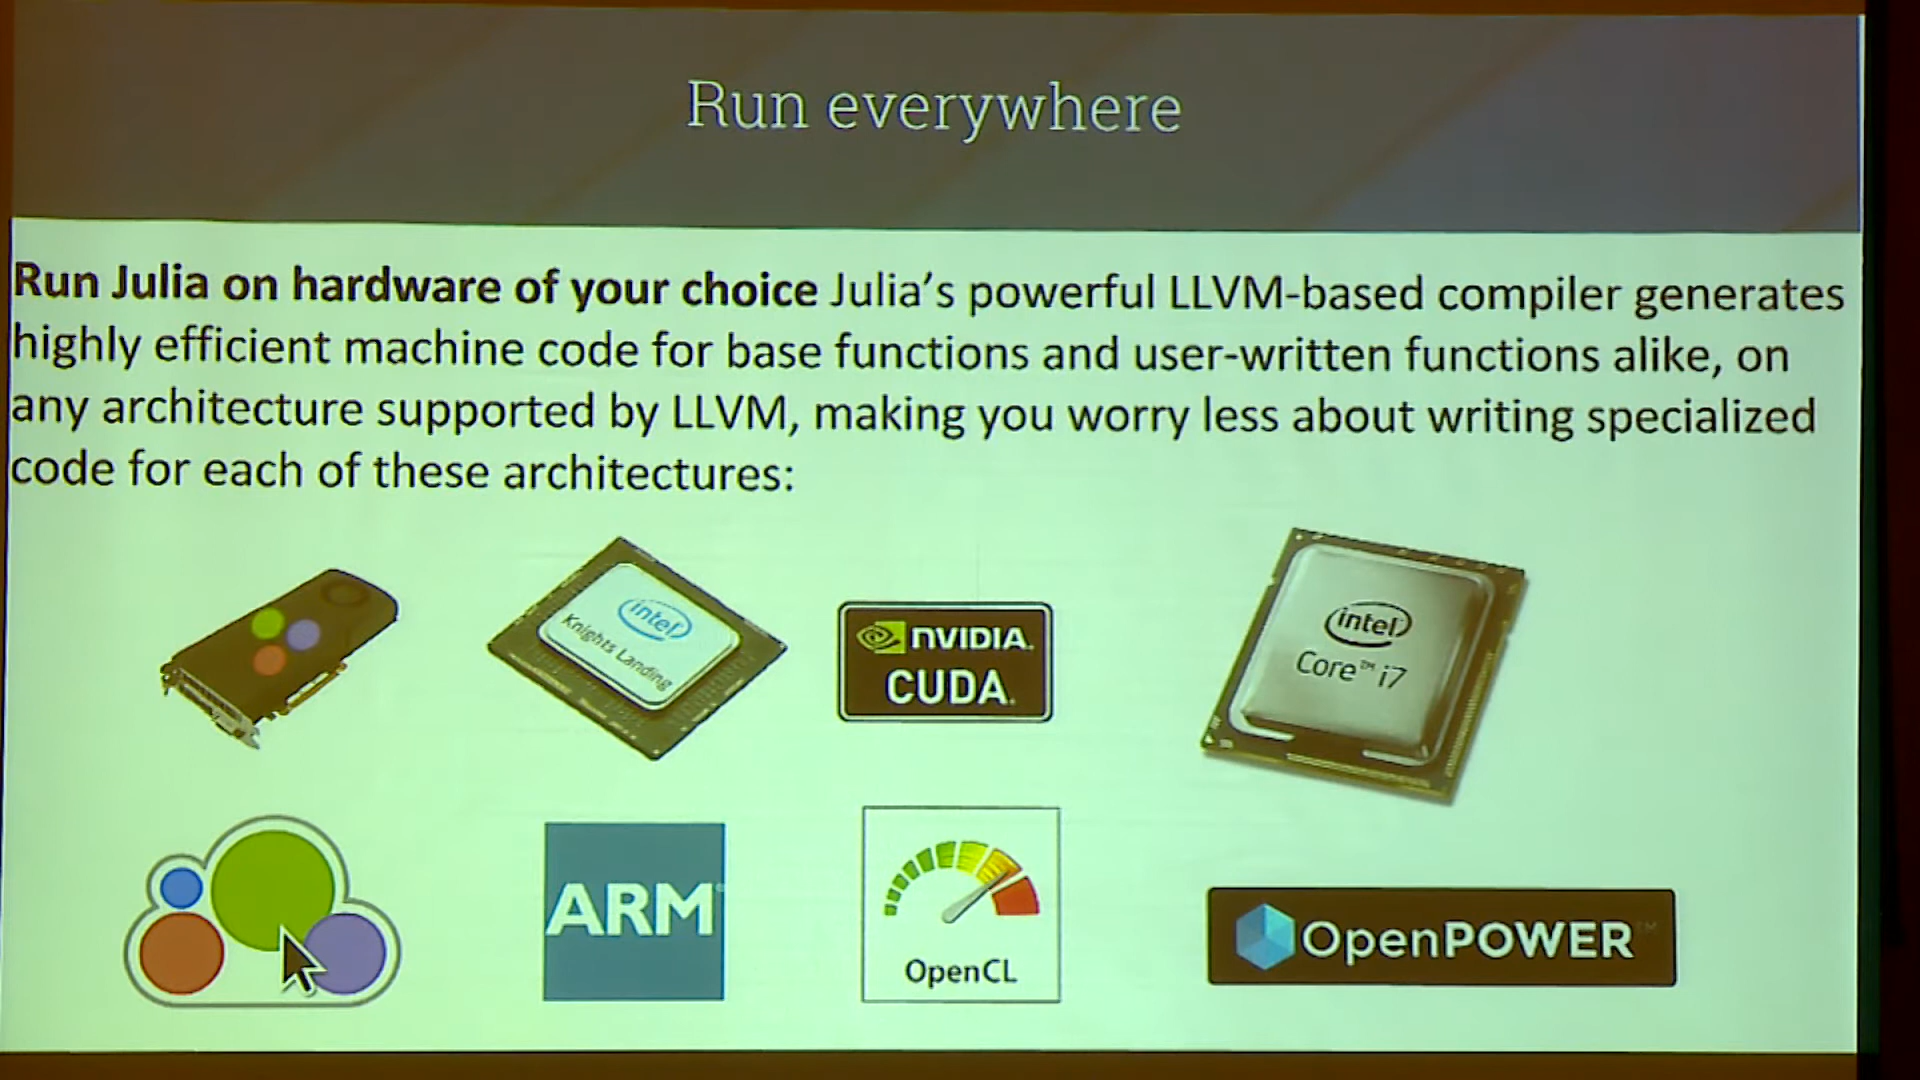 Run everywhere
Run Julia on hardware of your choice Julia's powerful LLVM-based compiler generates
highly efficient machine code for base functions and user-written functions alike, on
any architecture supported by LLVM, making you worry less about writing specialized
code for each of these architectures:
intel
Knights Landing
NVIDIA.
CUDA.
intel
Core™ i7
ARM
OpenCL
OpenPOWER™